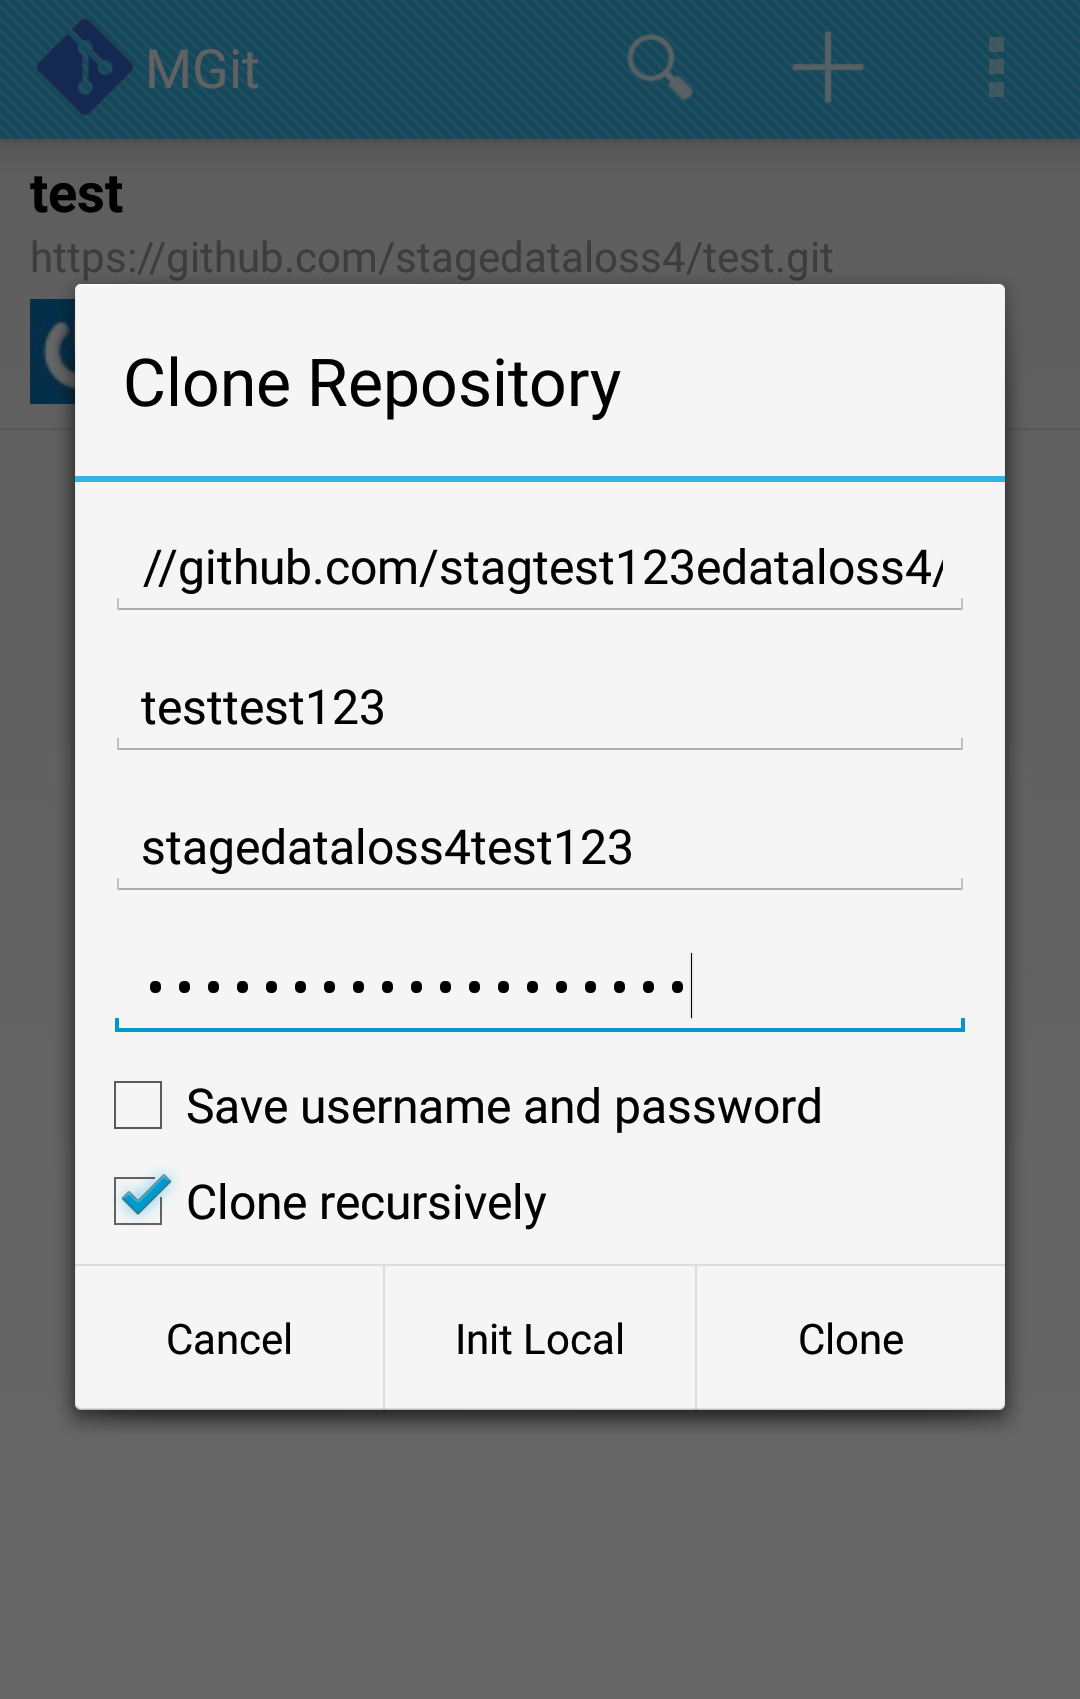 MGit
test
https://github.com/stagedataloss4/test.git
Clone Repository
//github.com/stagtest123edataloss4/
testtest123
stagedataloss4test123
•••••••••••••••••••
Save username and password
Clone recursively
Cancel
Init Local
Clone